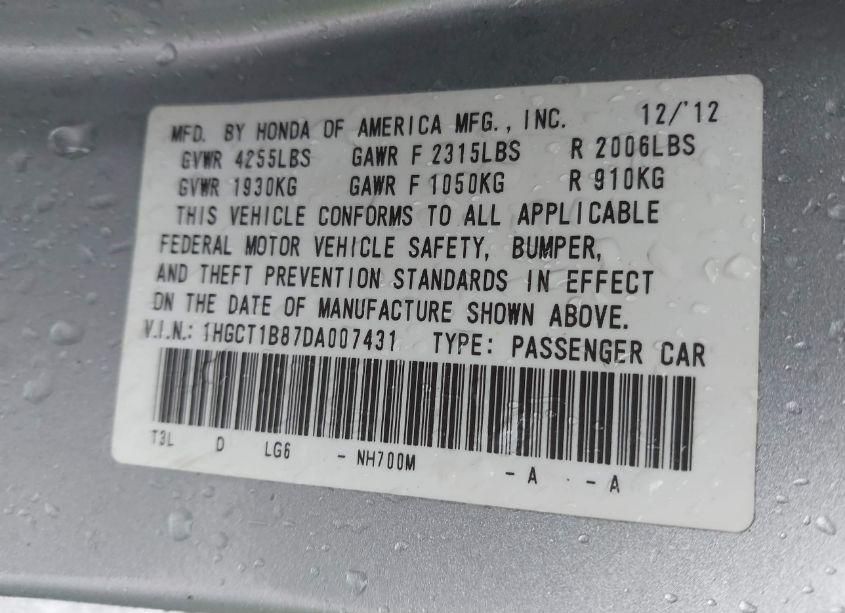 MFD. BY HONDA OF AMERICA MFG., INC. 12/'12
GVWR 4255LBS GAWR F 2315LBS R 2006LBS
GVWR 1930KG GAWR F 1050KG R 910KG
THIS VEHICLE CONFORMS TO ALL APPLICABLE
FEDERAL MOTOR VEHICLE SAFETY, BUMPER,
AND THEFT PREVENTION STANDARDS IN EFFECT
ON THE DATE OF MANUFACTURE SHOWN ABOVE.
V.I.N.: 1HGCT1B87DA007431 TYPE: PASSENGER CAR
T3L D LG6 - NH700M - A - A